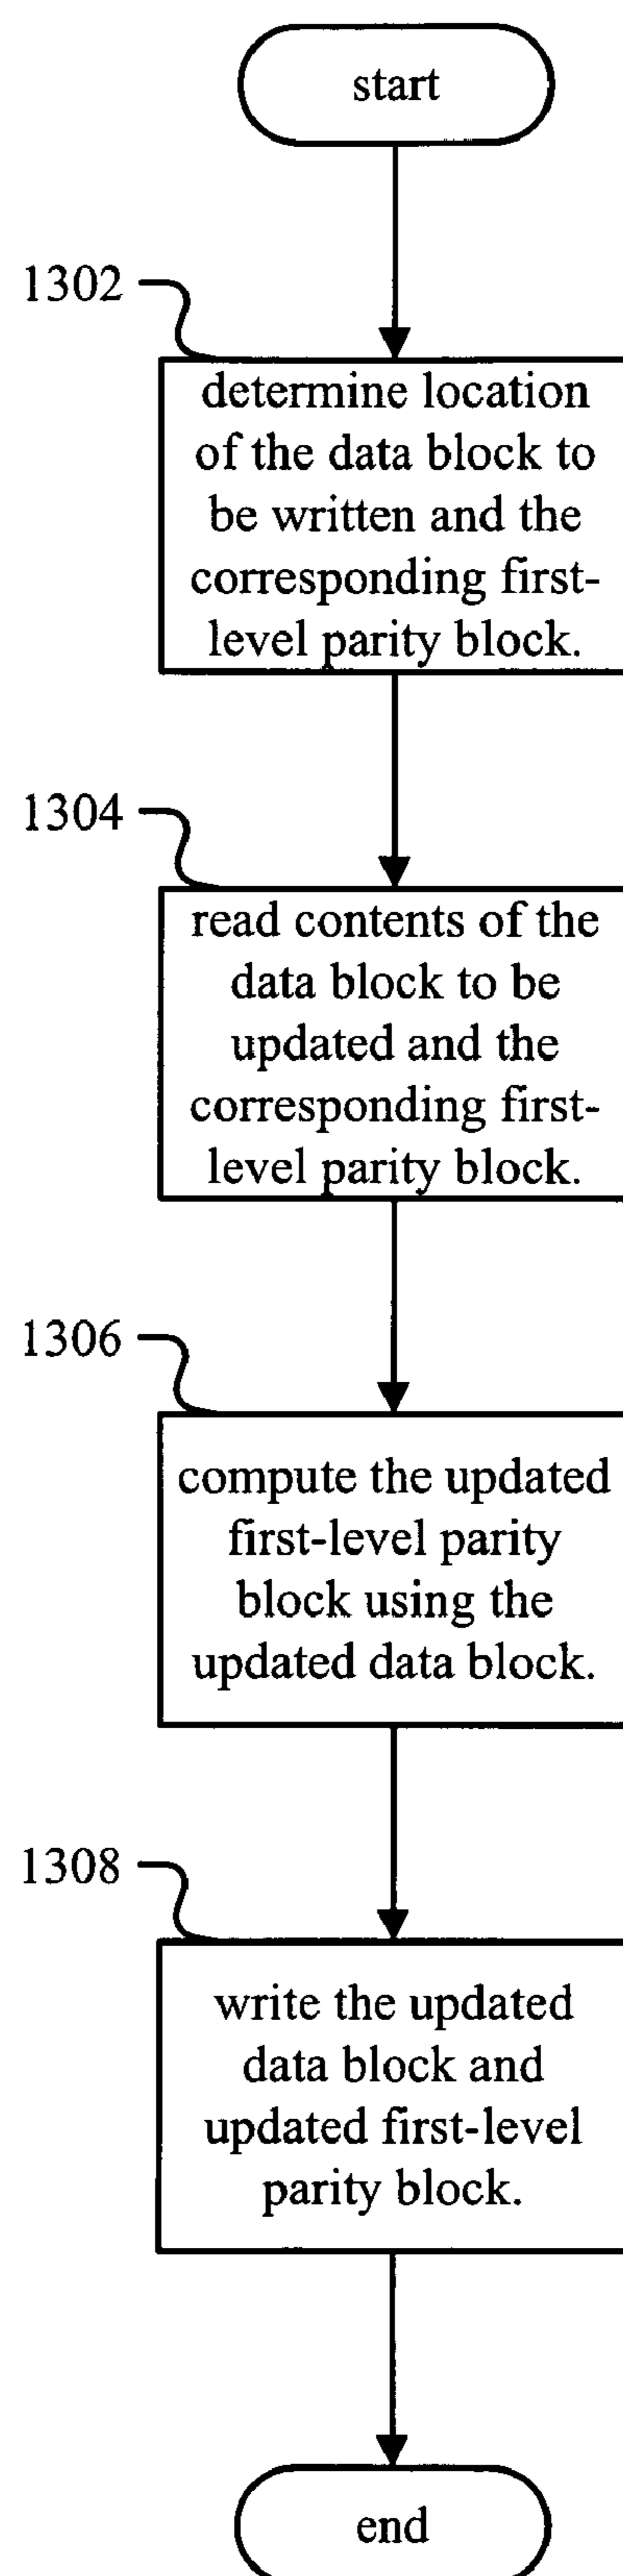 start
1302
determine location
of the data block to
be written and the
corresponding first-
level parity block.
1304
read contents of the
data block to be
updated and the
corresponding first-
level parity block.
1306
compute the updated
first-level parity
block using the
updated data block.
1308
write the updated
data block and
updated first-level
parity block.
end